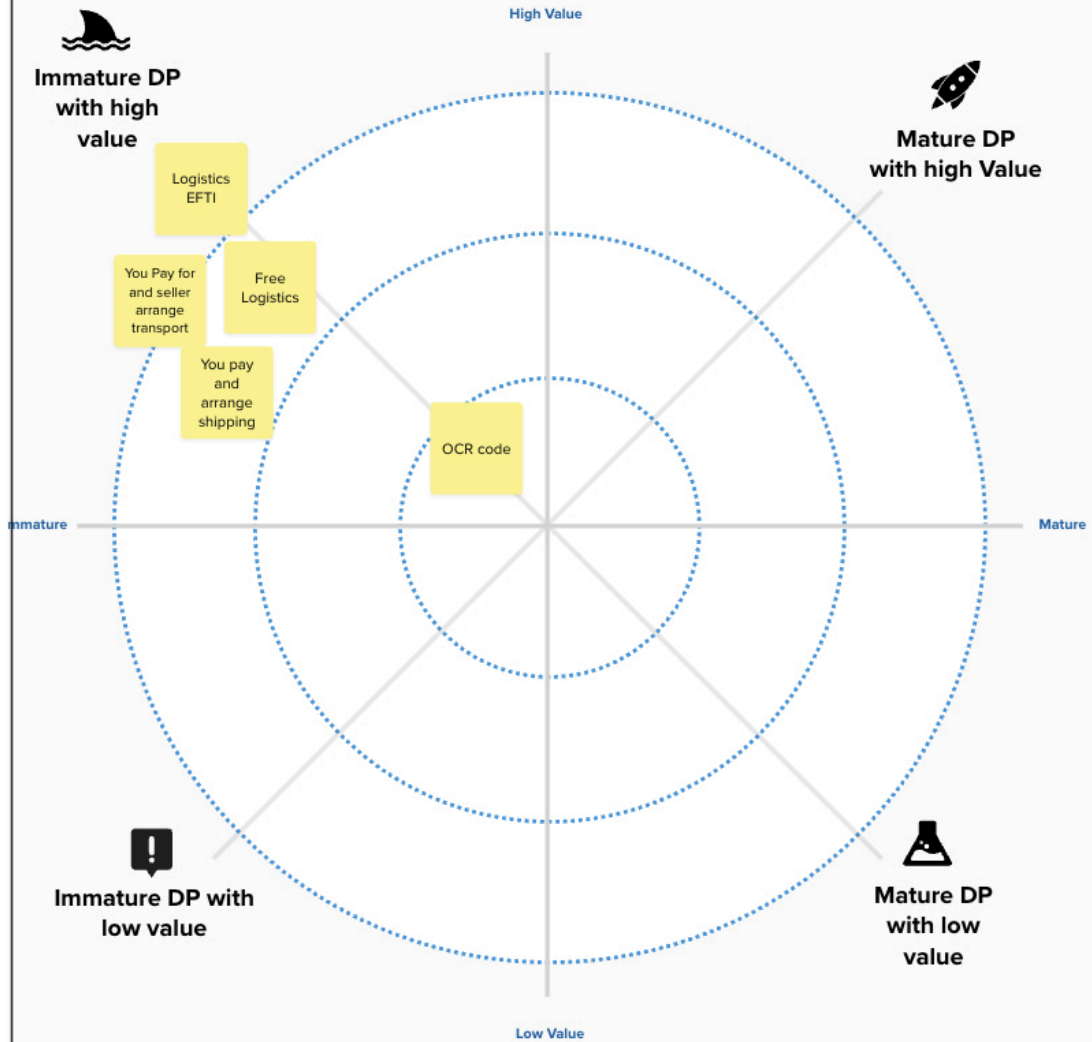 High Value
Immature DP
with high
value
Mature DP
with high Value
Logistics
EFTI
You Pay for
and seller
arrange
transport
Free
Logistics
You pay
and
arrange
shipping
OCR code
mmature
Mature
Immature DP with
low value
Mature DP
with low
value
Low Value